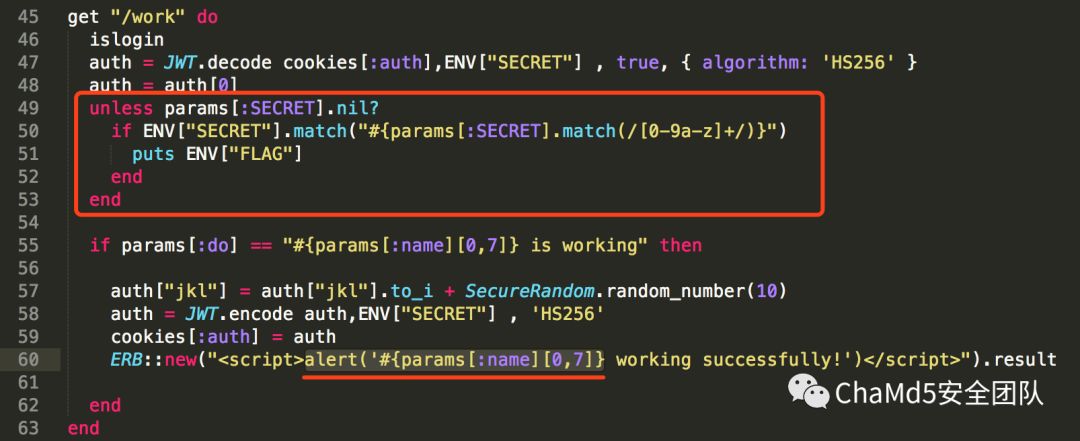 45 get "/work" do
46 islogin
47 auth = JWT.decode cookies[:auth],ENV["SECRET"] , true, { algorithm: 'HS256' }
48 auth = auth[0]
49 unless params[:SECRET].nil?
50 if ENV["SECRET"].match("#{params[:SECRET].match(/[0-9a-z]+/)}")
51 puts ENV["FLAG"]
52 end
53 end
54
55 if params[:do] == "#{params[:name][0,7]} is working" then
56
57 auth["jkl"] = auth["jkl"].to_i + SecureRandom.random_number(10)
58 auth = JWT.encode auth,ENV["SECRET"] , 'HS256'
59 cookies[:auth] = auth
60 ERB::new("<script>alert('#{params[:name][0,7]} working successfully!')</script>").result
61
62 end
63 end
ChaMd5安全团队